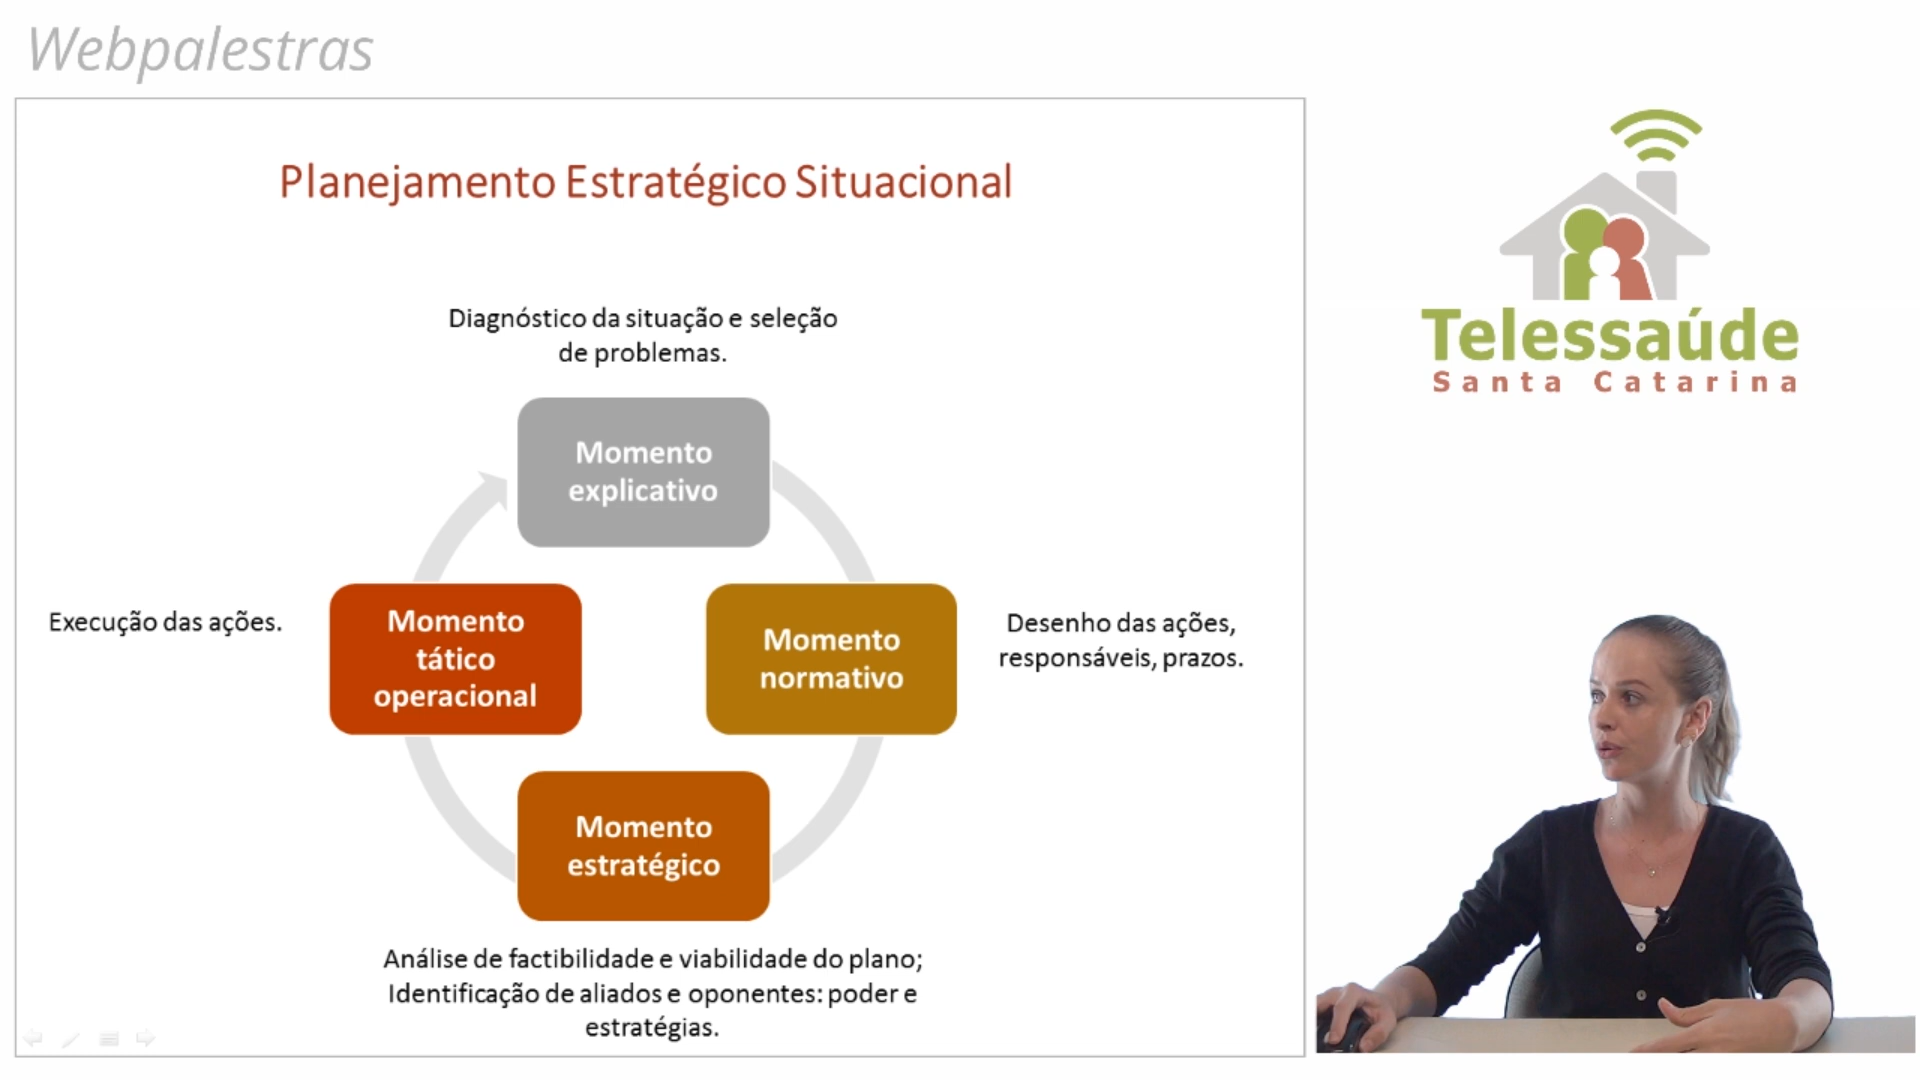 Webpalestras
Planejamento Estratégico Situacional
Diagnóstico da situação e seleção
de problemas.
Momento
explicativo
Execução das ações.
Momento
tático
operacional
Momento
normativo
Desenho das ações,
responsáveis, prazos.
Momento
estratégico
Análise de factibilidade e viabilidade do plano;
Identificação de aliados e oponentes: poder e
estratégias.
Telessaúde
Santa Catarina